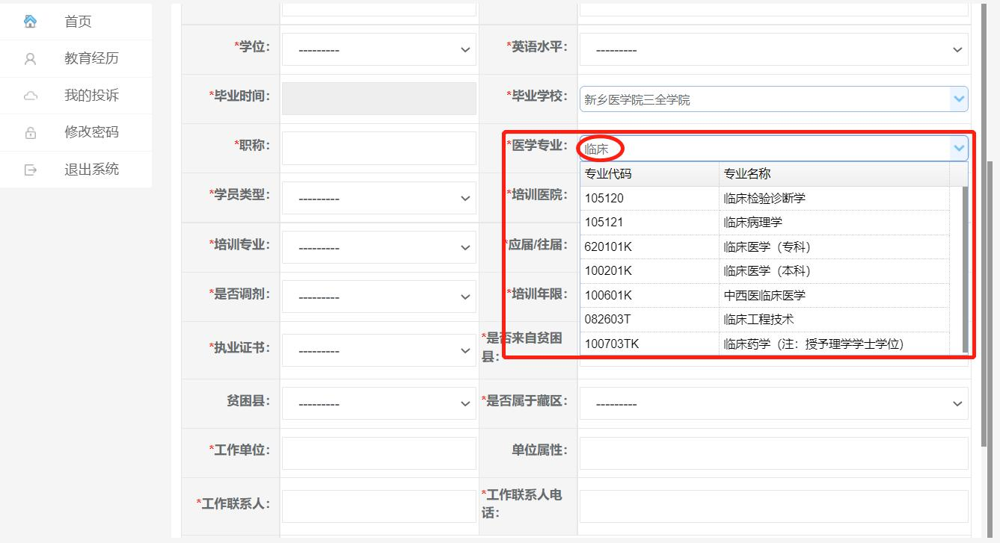 首页
教育经历
我的投诉
修改密码
退出系统
*学位： ---------
*英语水平： ---------
*毕业时间：
*毕业学校： 新乡医学院三全学院
*职称：
*医学专业： 临床
专业代码 专业名称
105120 临床检验诊断学
105121 临床病理学
620101K 临床医学（专科）
100201K 临床医学（本科）
100601K 中西医临床医学
082603T 临床工程技术
100703TK 临床药学（注：授予理学学士学位）
*学员类型： ---------
*培训医院：
*培训专业： ---------
*应届/往届：
*是否调剂： ---------
*培训年限：
*执业证书： ---------
*是否来自贫困
县：
贫困县： ---------
*是否属于藏区： ---------
*工作单位：
单位属性：
*工作联系人：
*工作联系人电
话：